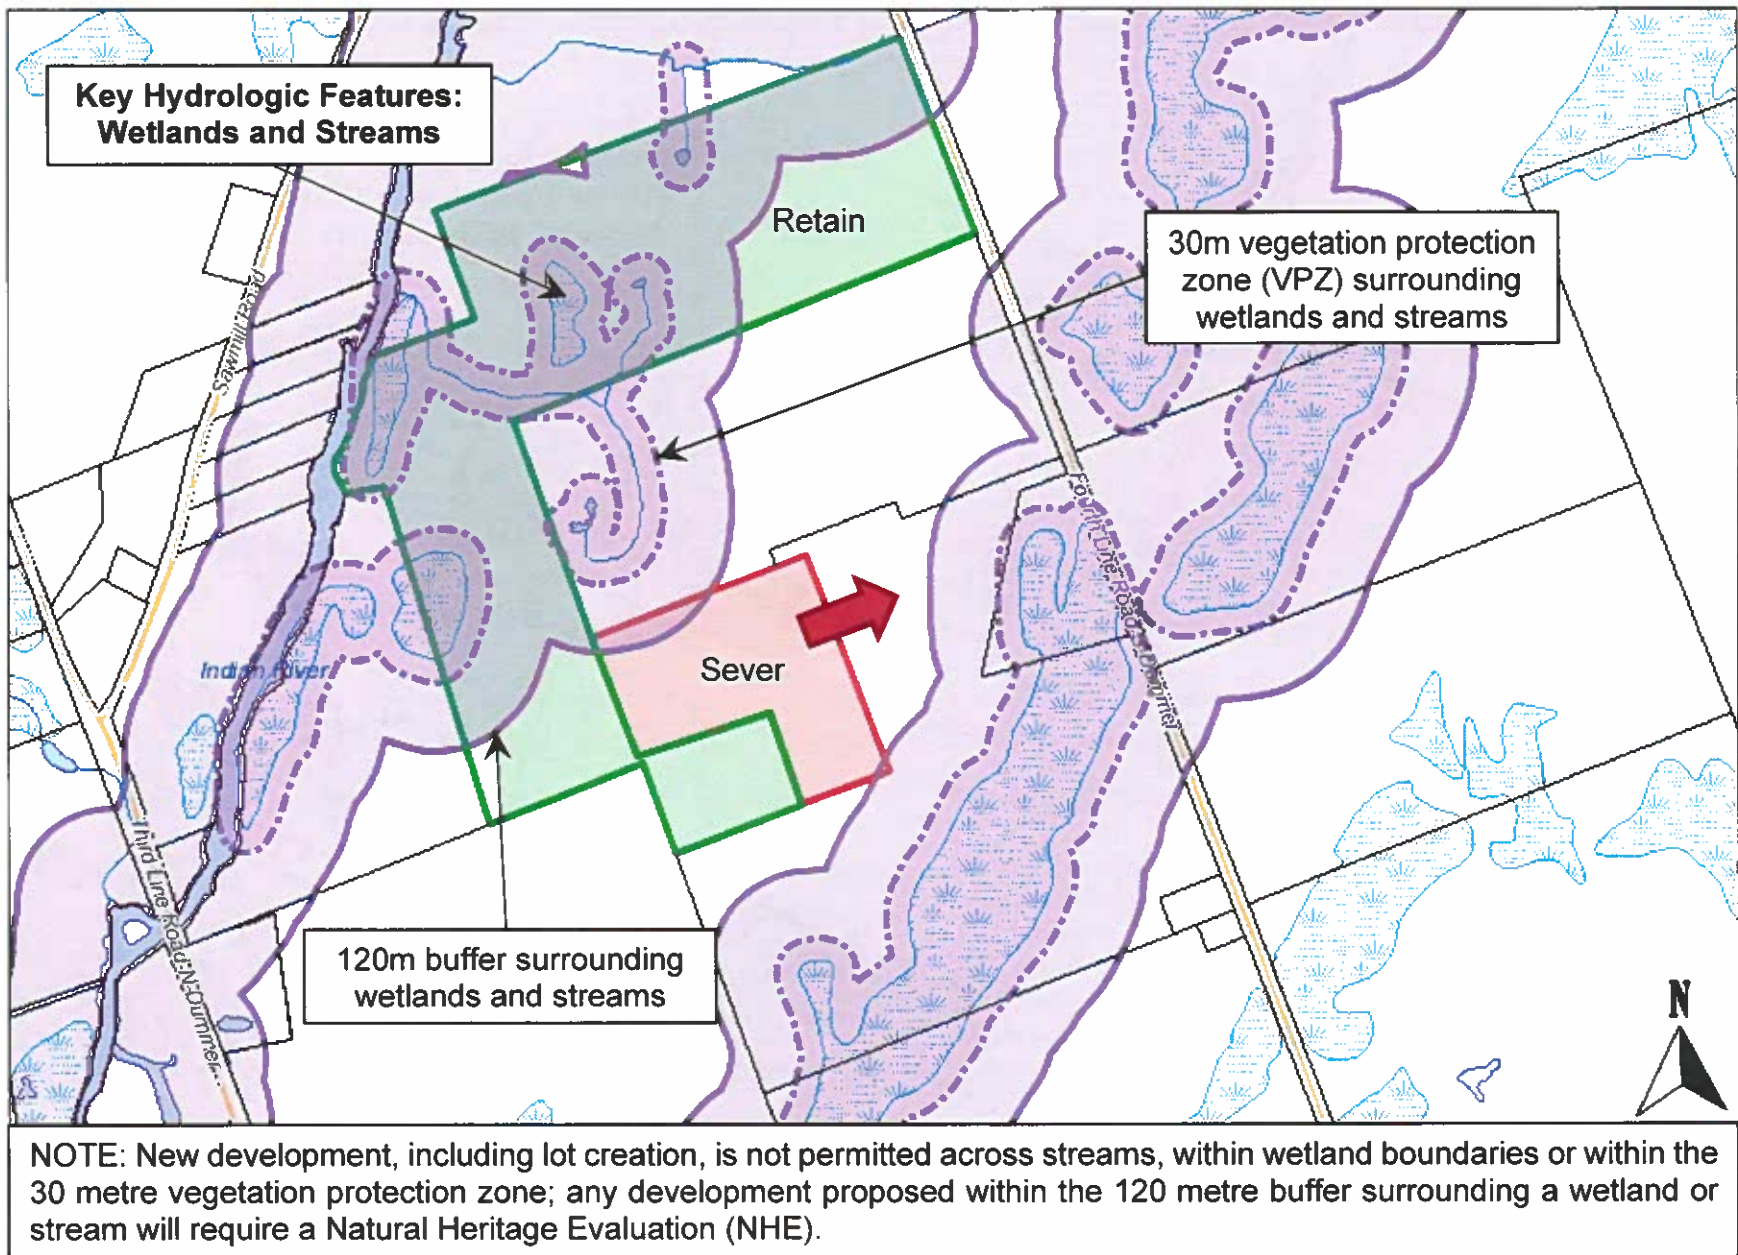 Key Hydrologic Features:
Wetlands and Streams
Retain
30m vegetation protection
zone (VPZ) surrounding
wetlands and streams
Sawmill Road
Fourth Line Road S Dummer
Sever
Indian River
Third Line Road N Dummer
120m buffer surrounding
wetlands and streams
N
NOTE: New development, including lot creation, is not permitted across streams, within wetland boundaries or within the
30 metre vegetation protection zone; any development proposed within the 120 metre buffer surrounding a wetland or
stream will require a Natural Heritage Evaluation (NHE).